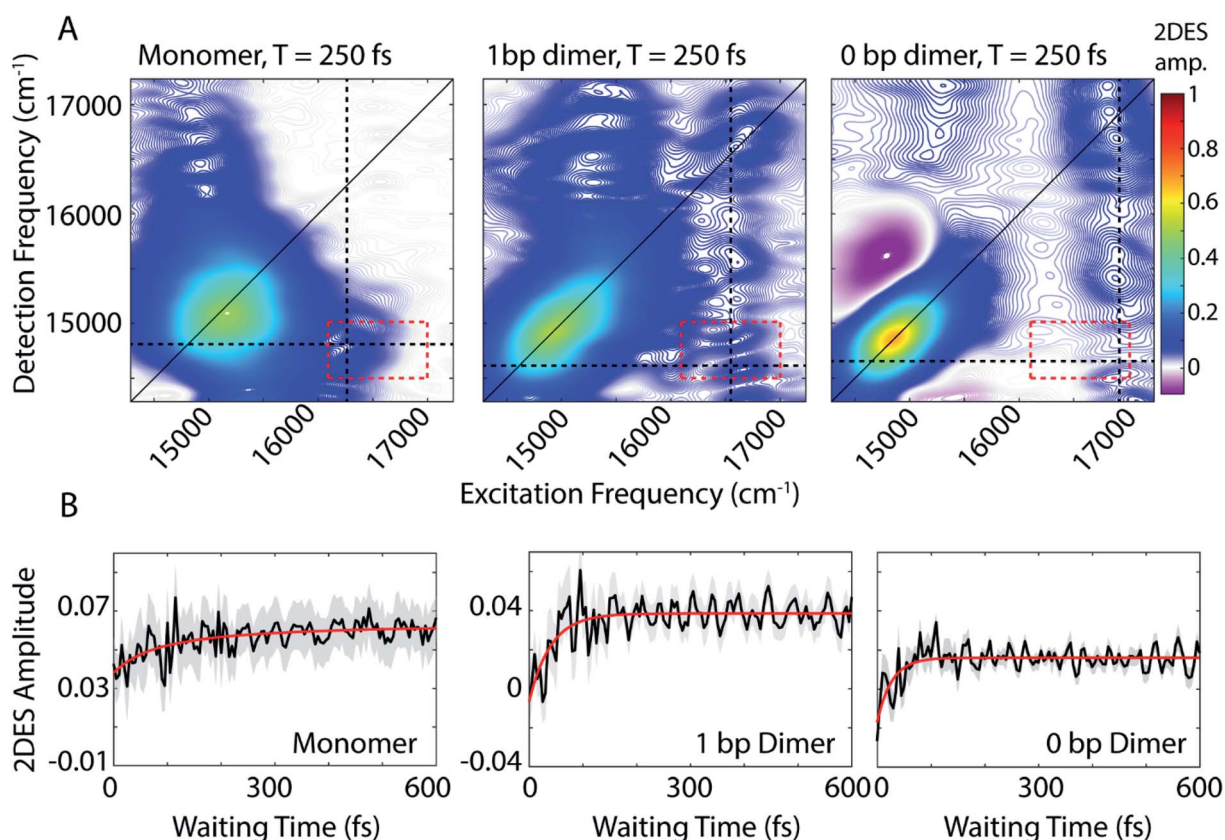 A
Monomer, T = 250 fs
1bp dimer, T = 250 fs
0 bp dimer, T = 250 fs
2DES
amp.
Detection Frequency (cm⁻¹)
17000
16000
15000
1
0.8
0.6
0.4
0.2
0
15000 16000 17000
15000 16000 17000
15000 16000 17000
Excitation Frequency (cm⁻¹)
B
2DES Amplitude
0.07
0.03
-0.01
Monomer
0 300 600
Waiting Time (fs)
0.04
0
-0.04
1 bp Dimer
0 300 600
Waiting Time (fs)
0 bp Dimer
0 300 600
Waiting Time (fs)